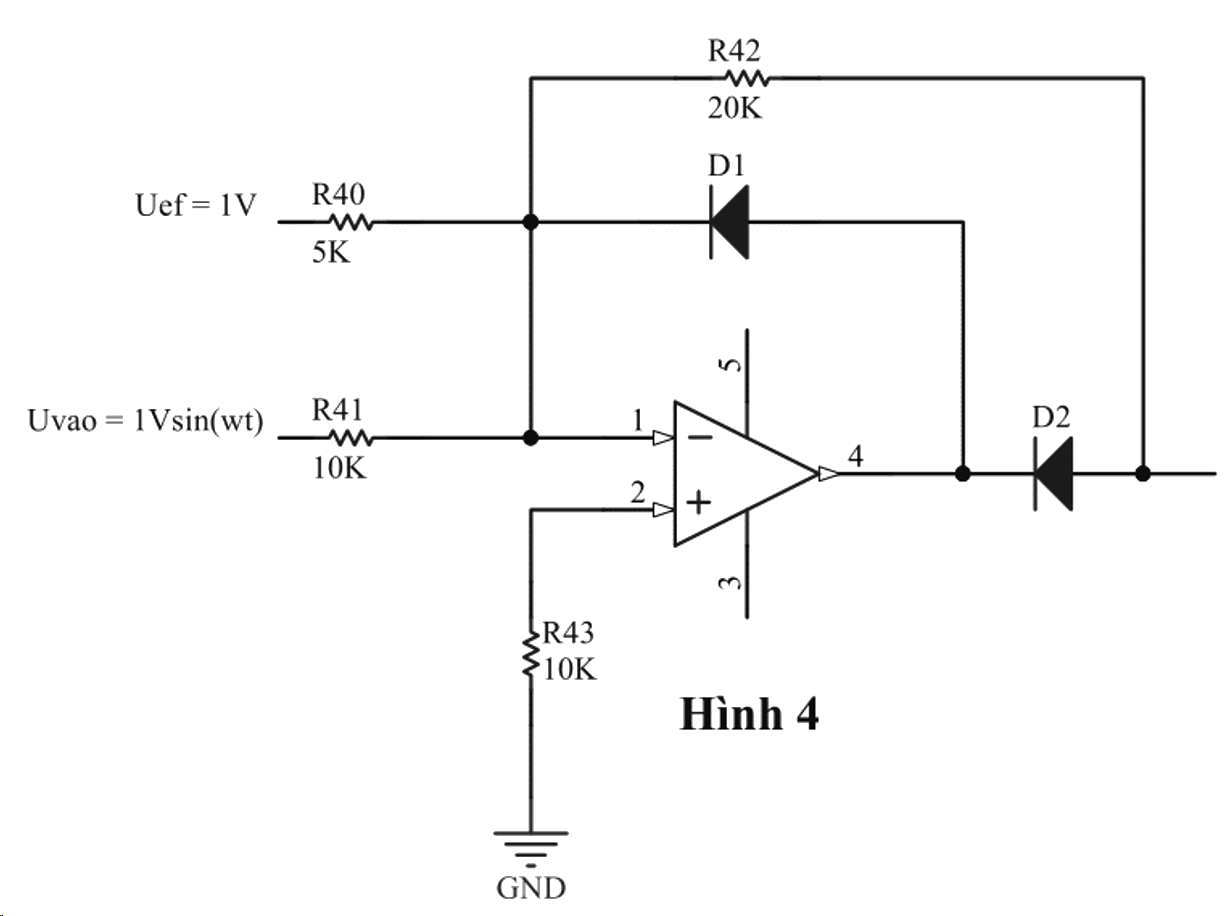 R42
20K
D1
Uef = 1V
R40
5K
5
Uvao = 1Vsin(wt)
R41
10K
1
−
4
D2
2
+
3
R43
10K
Hình 4
GND